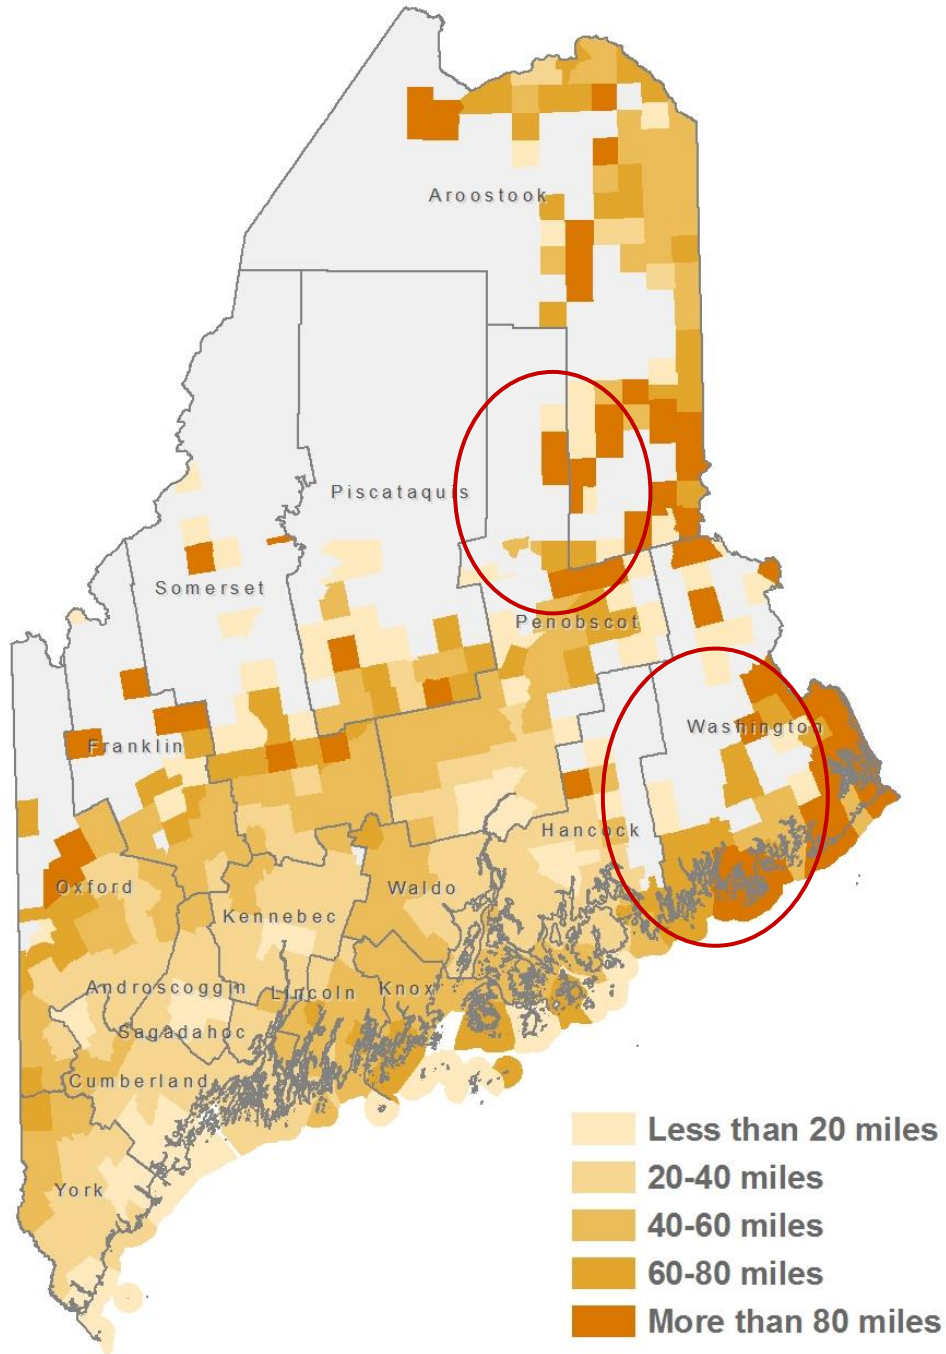 Aroostook
Piscataquis
Somerset
Penobscot
Washington
Franklin
Hancock
Oxford
Waldo
Kennebec
Androscoggin
Lincoln
Knox
Sagadahoc
Cumberland
York
Less than 20 miles
20-40 miles
40-60 miles
60-80 miles
More than 80 miles